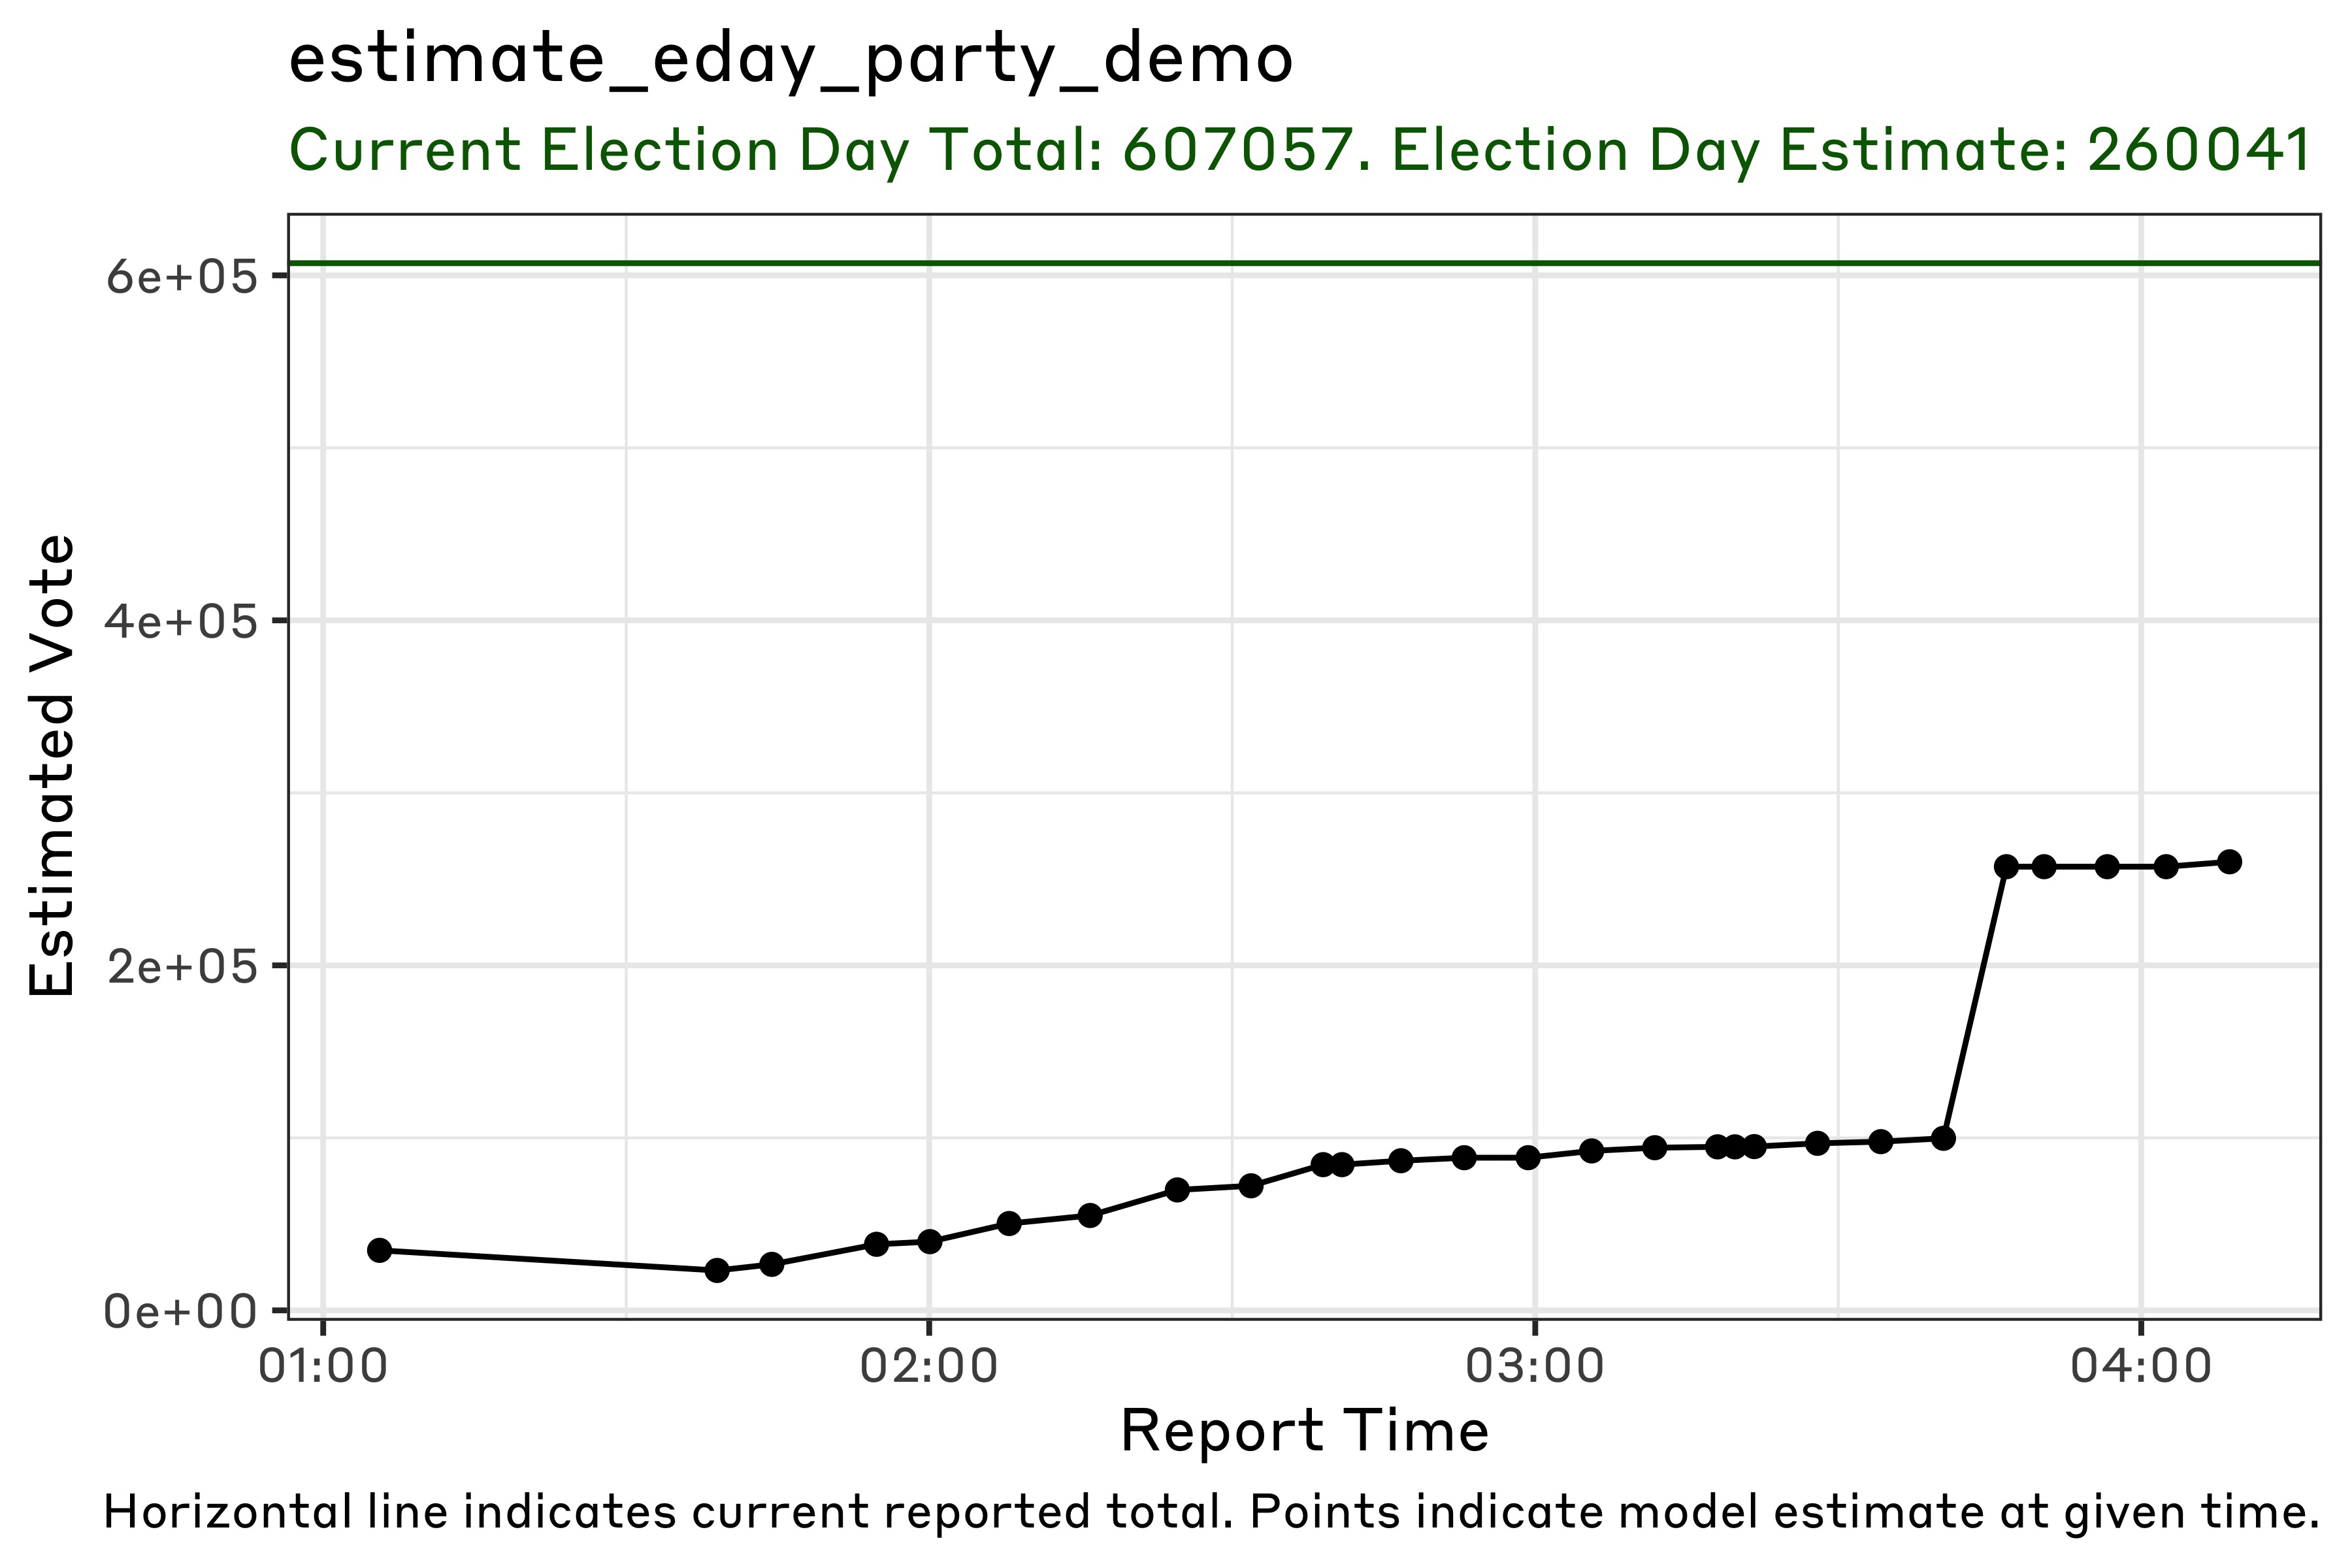 estimate_eday_party_demo
Current Election Day Total: 607057. Election Day Estimate: 260041
Estimated Vote
6e+05
4e+05
2e+05
0e+00
01:00 02:00 03:00 04:00
Report Time
Horizontal line indicates current reported total. Points indicate model estimate at given time.